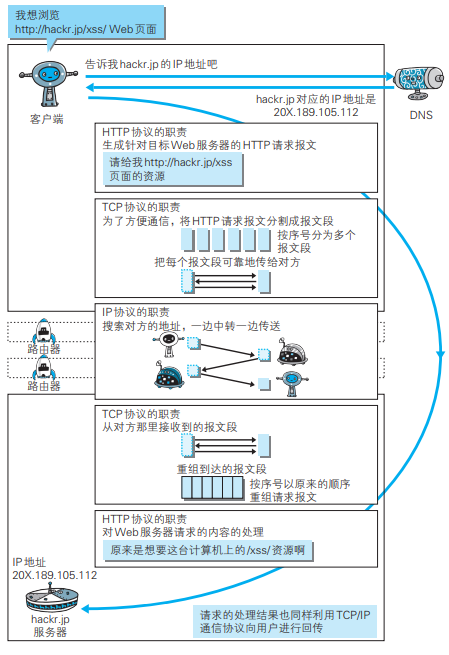 我想浏览
http://hackr.jp/xss/ Web页面
告诉我hackr.jp的IP地址吧
hackr.jp对应的IP地址是
20X.189.105.112
客户端
DNS
HTTP协议的职责
生成针对目标Web服务器的HTTP请求报文
请给我http://hackr.jp/xss
页面的资源
TCP协议的职责
为了方便通信，将HTTP请求报文分割成报文段
按序号分为多个
报文段
把每个报文段可靠地传给对方
IP协议的职责
搜索对方的地址，一边中转一边传送
路由器
路由器
TCP协议的职责
从对方那里接收到的报文段
重组到达的报文段
按序号以原来的顺序
重组请求报文
HTTP协议的职责
对Web服务器请求的内容的处理
原来是想要这台计算机上的/xss/资源啊
IP地址
20X.189.105.112
hackr.jp
服务器
请求的处理结果也同样利用TCP/IP
通信协议向用户进行回传